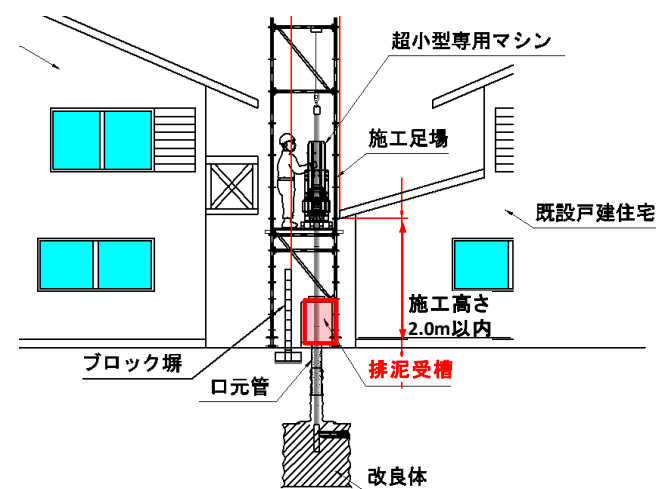 超小型専用マシン
施工足場
既設戸建住宅
施工高さ
2.0m以内
ブロック塀
排泥受槽
口元管
改良体